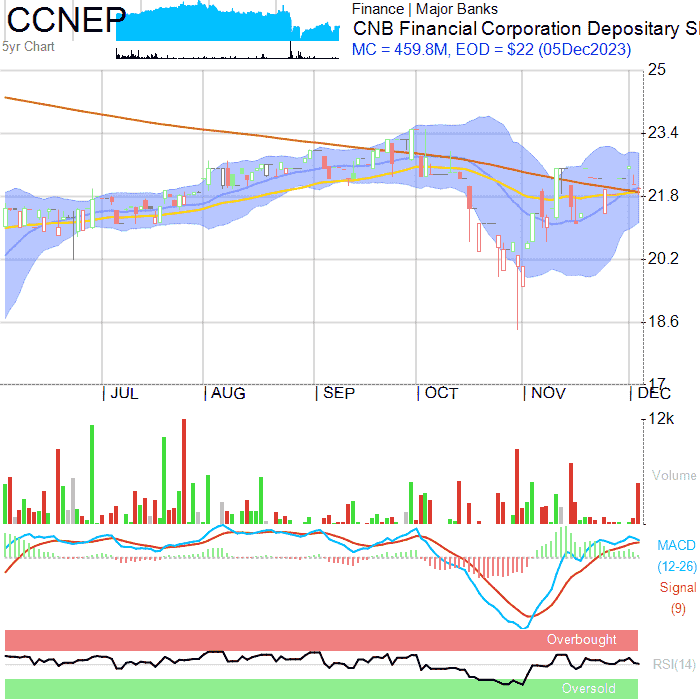 CCNEP
5yr Chart
Finance | Major Banks
CNB Financial Corporation Depositary
MC = 459.8M, EOD = $22 (05Dec2023)
25
23.4
21.8
20.2
18.6
17
JUL AUG SEP OCT NOV DEC
12k
Volume
MACD
(12-26)
Signal
(9)
Overbought
RSI(14)
Oversold